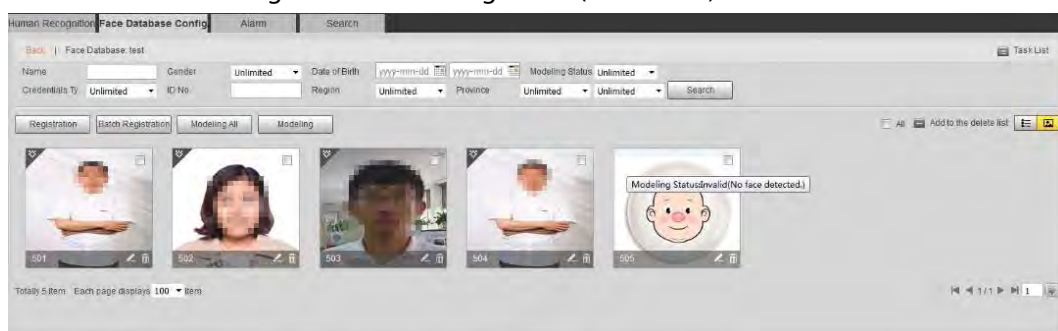 Human Recognition Face Database Config Alarm Search
Back | Face Database: test Task List
Name Gender Unlimited Date of Birth yyyy-mm-dd yyyy-mm-dd Modeling Status Unlimited
Credentials Ty Unlimited ID No. Region Unlimited Province Unlimited Unlimited Search
Registration Batch Registration Modeling All Modeling All Add to the delete list
Modeling Status:Invalid(No face detected.)
501 502 503 504 505
Totally 5 Item Each page displays 100 Item 1/1 1